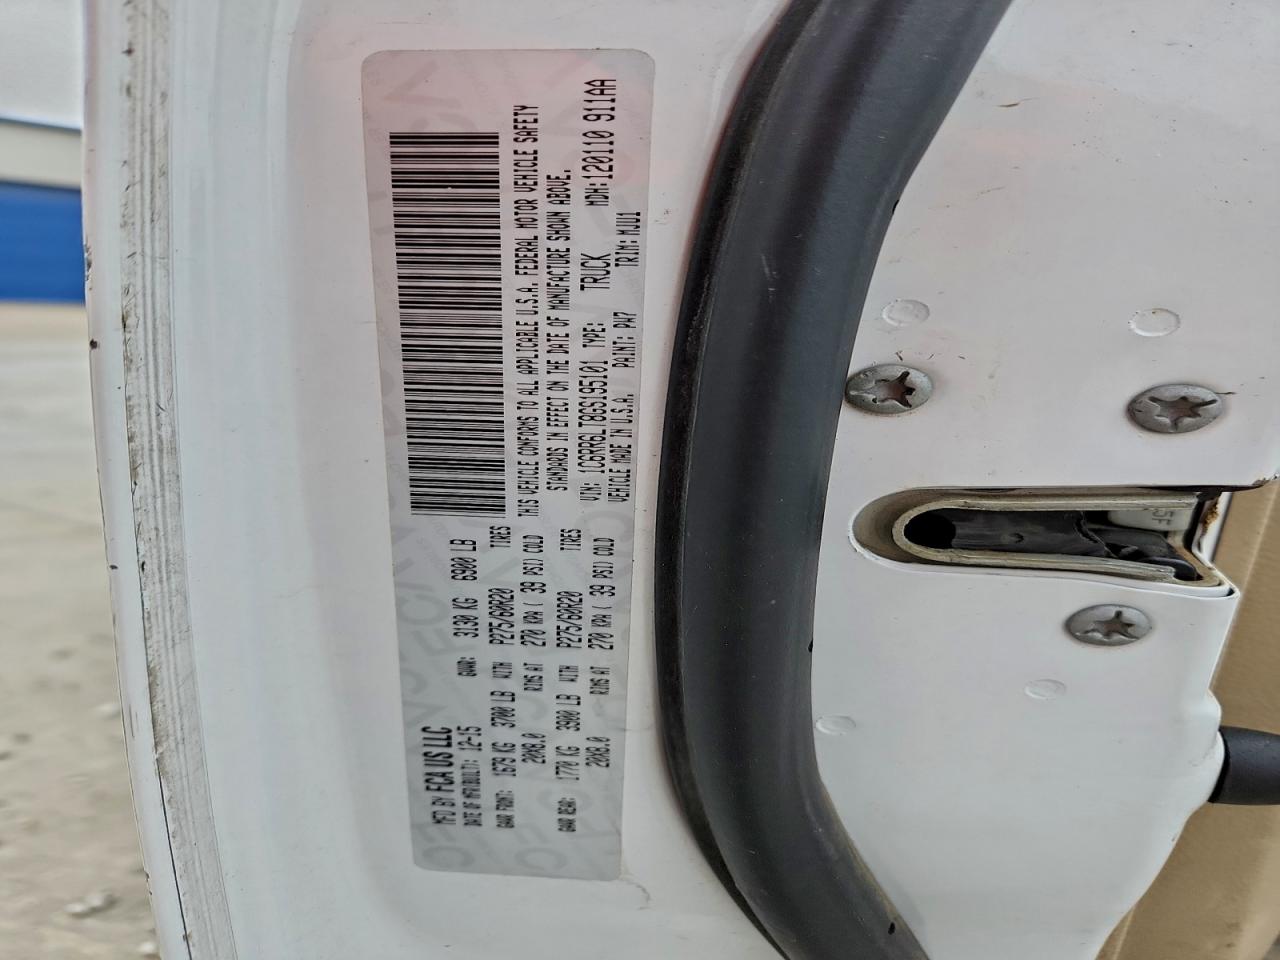 MFD BY FCA US LLC
DATE OF MFR(BUILT): 12-15 GVWR: 3130 KG 6900 LB
GAWR FRONT: 1679 KG 3700 LB WITH P275/60R20 TIRES
20X8.0 RIMS AT 270 KPA ( 39 PSI) COLD
GAWR REAR: 1770 KG 3900 LB WITH P275/60R20 TIRES
20X8.0 RIMS AT 270 KPA ( 39 PSI) COLD
THIS VEHICLE CONFORMS TO ALL APPLICABLE U.S.A. FEDERAL MOTOR VEHICLE SAFETY
STANDARDS IN EFFECT ON THE DATE OF MANUFACTURE SHOWN ABOVE.
VIN: 1C6RR6LT8GS195101 TYPE: TRUCK MDH: 120110 911AA
VEHICLE MADE IN U.S.A. PAINT: PW7 TRIM: MJU1